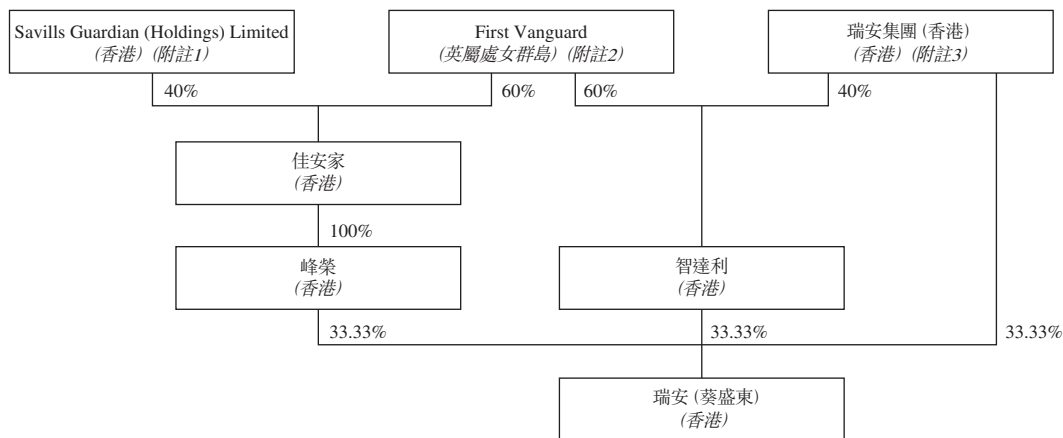 Savills Guardian (Holdings) Limited
(香港) (附註1)
First Vanguard
(英屬處女群島) (附註2)
瑞安集團 (香港)
(香港) (附註3)
40%
60%
60%
40%
佳安家
(香港)
100%
峰榮
(香港)
智達利
(香港)
33.33%
33.33%
33.33%
瑞安 (葵盛東)
(香港)